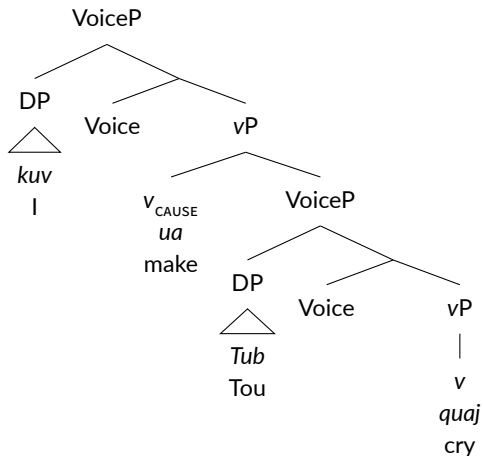 VoiceP
DP
Voice
vP
kuv
I
vCAUSE
ua
make
VoiceP
DP
Voice
vP
Tub
Tou
v
quaj
cry